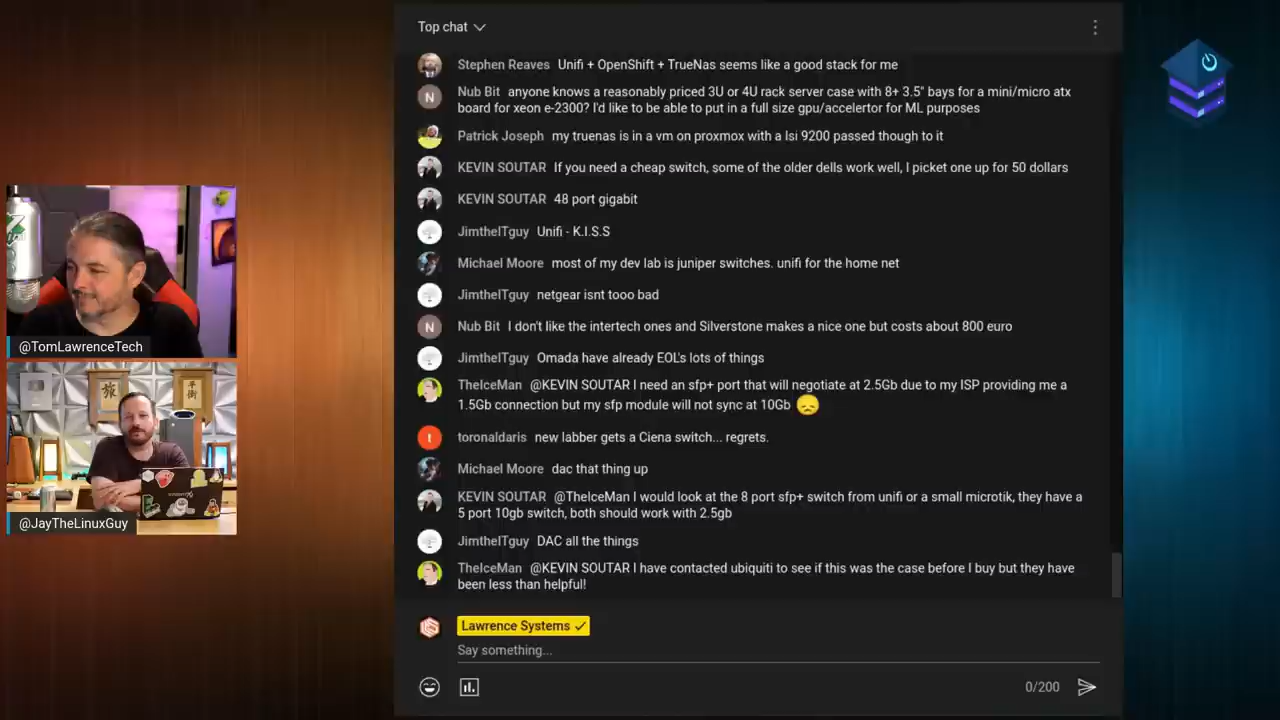 Top chat
Stephen Reaves Unifi + OpenShift + TrueNas seems like a good stack for me
N
Nub Bit anyone knows a reasonably priced 3U or 4U rack server case with 8+ 3.5" bays for a mini/micro atx
board for xeon e-2300? I'd like to be able to put in a full size gpu/accelertor for ML purposes
Patrick Joseph my truenas is in a vm on proxmox with a lsi 9200 passed though to it
KEVIN SOUTAR If you need a cheap switch, some of the older dells work well, I picket one up for 50 dollars
KEVIN SOUTAR 48 port gigabit
JimtheITguy Unifi - K.I.S.S
Michael Moore most of my dev lab is juniper switches. unifi for the home net
JimtheITguy netgear isnt tooo bad
N
Nub Bit I don't like the intertech ones and Silverstone makes a nice one but costs about 800 euro
JimtheITguy Omada have already EOL's lots of things
TheIceMan @KEVIN SOUTAR I need an sfp+ port that will negotiate at 2.5Gb due to my ISP providing me a
1.5Gb connection but my sfp module will not sync at 10Gb
t
toronaldaris new labber gets a Ciena switch... regrets.
Michael Moore dac that thing up
KEVIN SOUTAR @TheIceMan I would look at the 8 port sfp+ switch from unifi or a small microtik, they have a
5 port 10gb switch, both should work with 2.5gb
JimtheITguy DAC all the things
TheIceMan @KEVIN SOUTAR I have contacted ubiquiti to see if this was the case before I buy but they have
been less than helpful!
Lawrence Systems
Say something...
0/200
@TomLawrenceTech
旅
平
衡
@JayTheLinuxGuy